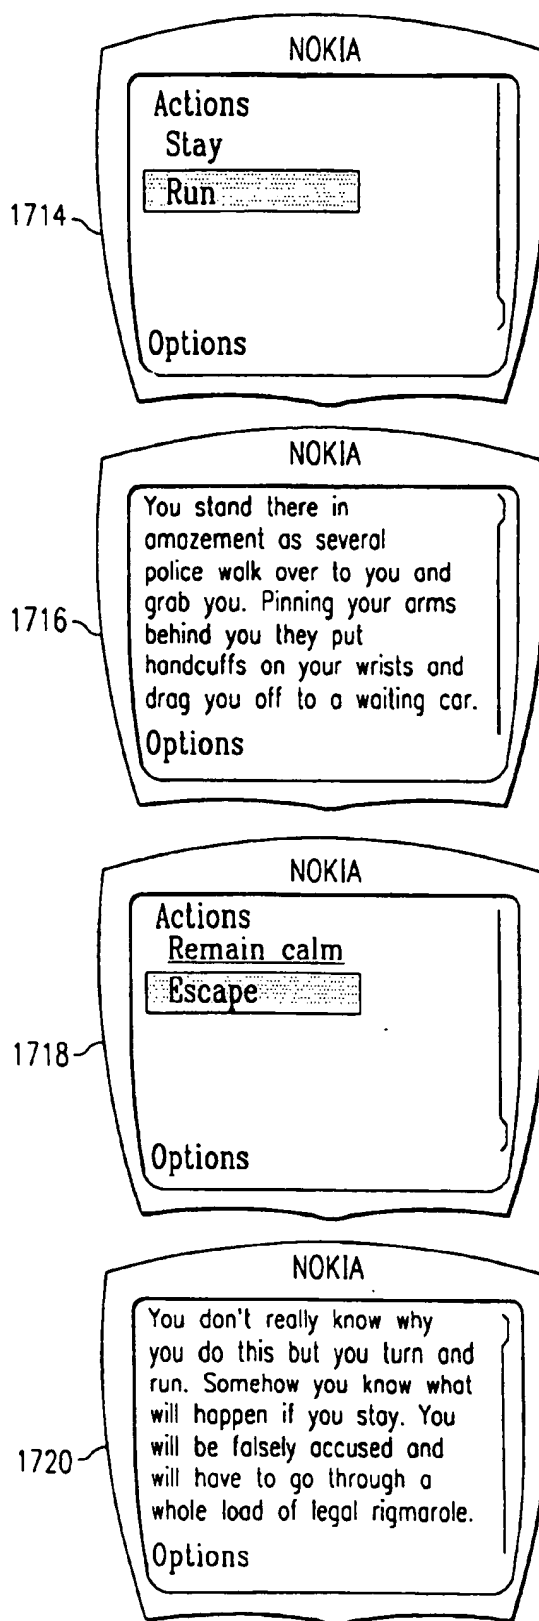 NOKIA
Actions
Stay
Run
1714
Options
NOKIA
You stand there in
amazement as several
police walk over to you and
grab you. Pinning your arms
1716
behind you they put
handcuffs on your wrists and
drag you off to a waiting car.
Options
NOKIA
Actions
Remain calm
Escape
1718
Options
NOKIA
You don't really know why
you do this but you turn and
run. Somehow you know what
will happen if you stay. You
will be falsely accused and
1720
will have to go through a
whole load of legal rigmarole.
Options